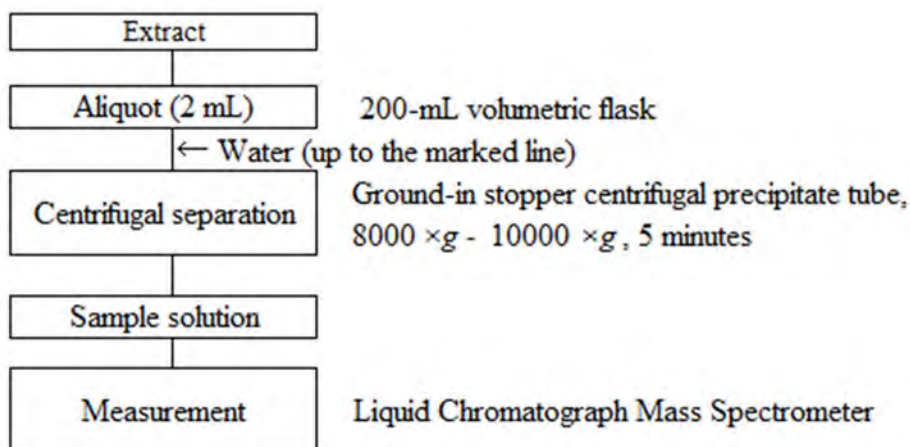 Extract
Aliquot (2 mL) 200-mL volumetric flask
← Water (up to the marked line)
Centrifugal separation
Ground-in stopper centrifugal precipitate tube,
8000 ×g - 10000 ×g, 5 minutes
Sample solution
Measurement Liquid Chromatograph Mass Spectrometer